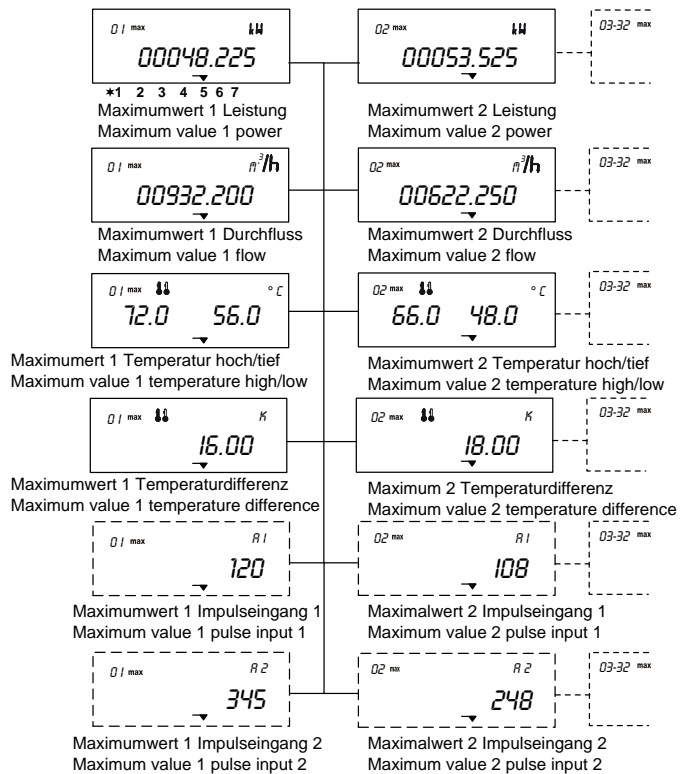 01 max kW 02 max kW 03-32 max
00048.225 00053.525
*1 2 3 4 5 6 7
Maximumwert 1 Leistung Maximumwert 2 Leistung
Maximum value 1 power Maximum value 2 power
01 max m³/h 02 max m³/h 03-32 max
00932.200 00622.250
Maximumwert 1 Durchfluss Maximumwert 2 Durchfluss
Maximum value 1 flow Maximum value 2 flow
01 max °C 02 max °C 03-32 max
72.0 56.0 66.0 48.0
Maximumert 1 Temperatur hoch/tief Maximumwert 2 Temperatur hoch/tief
Maximum value 1 temperature high/low Maximum value 2 temperature high/low
01 max K 02 max K 03-32 max
16.00 18.00
Maximumwert 1 Temperaturdifferenz Maximum 2 Temperaturdifferenz
Maximum value 1 temperature difference Maximum value 2 temperature difference
01 max A1 02 max A1 03-32 max
120 108
Maximumwert 1 Impulseingang 1 Maximalwert 2 Impulseingang 1
Maximum value 1 pulse input 1 Maximum value 2 pulse input 1
01 max A2 02 max A2 03-32 max
345 248
Maximumwert 1 Impulseingang 2 Maximalwert 2 Impulseingang 2
Maximum value 1 pulse input 2 Maximum value 2 pulse input 2